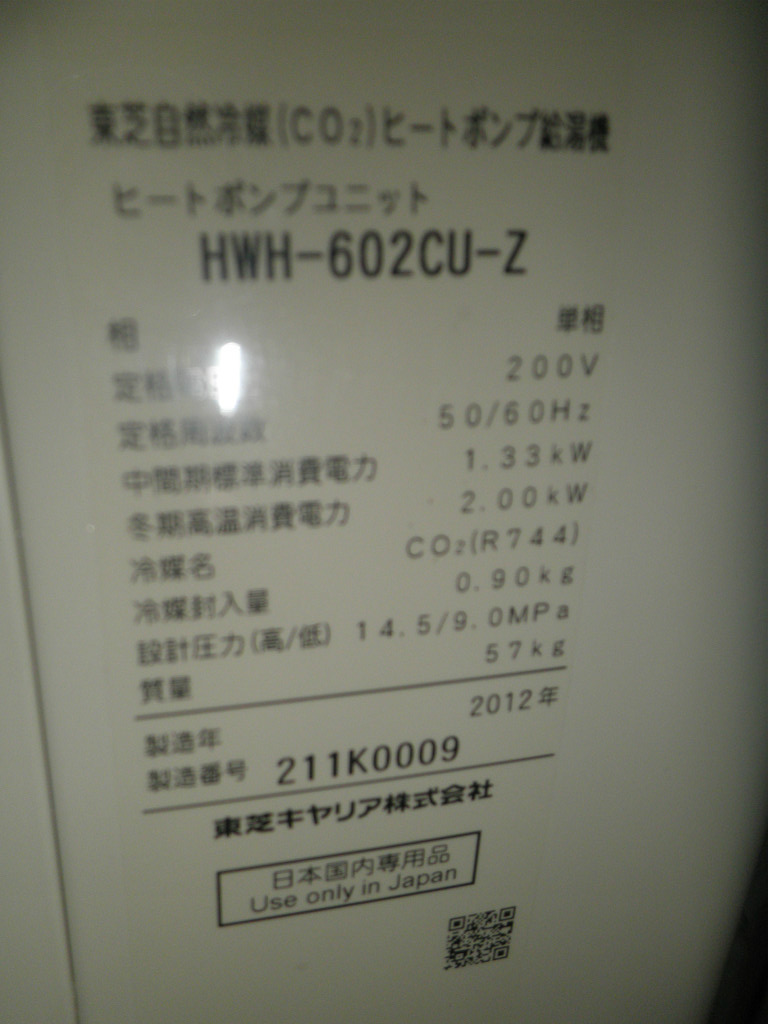 東芝自然冷媒(CO₂)ヒートポンプ給湯機
ヒートポンプユニット
HWH-602CU-Z
相 単相
定格 200V
定格周波数 50/60Hz
中間期標準消費電力 1.33kW
冬期高温消費電力 2.00kW
冷媒名 CO₂(R744)
冷媒封入量 0.90kg
設計圧力(高/低) 14.5/9.0MPa
質量 57kg
製造年 2012年
製造番号 211K0009
東芝キヤリア株式会社
日本国内専用品
Use only in Japan